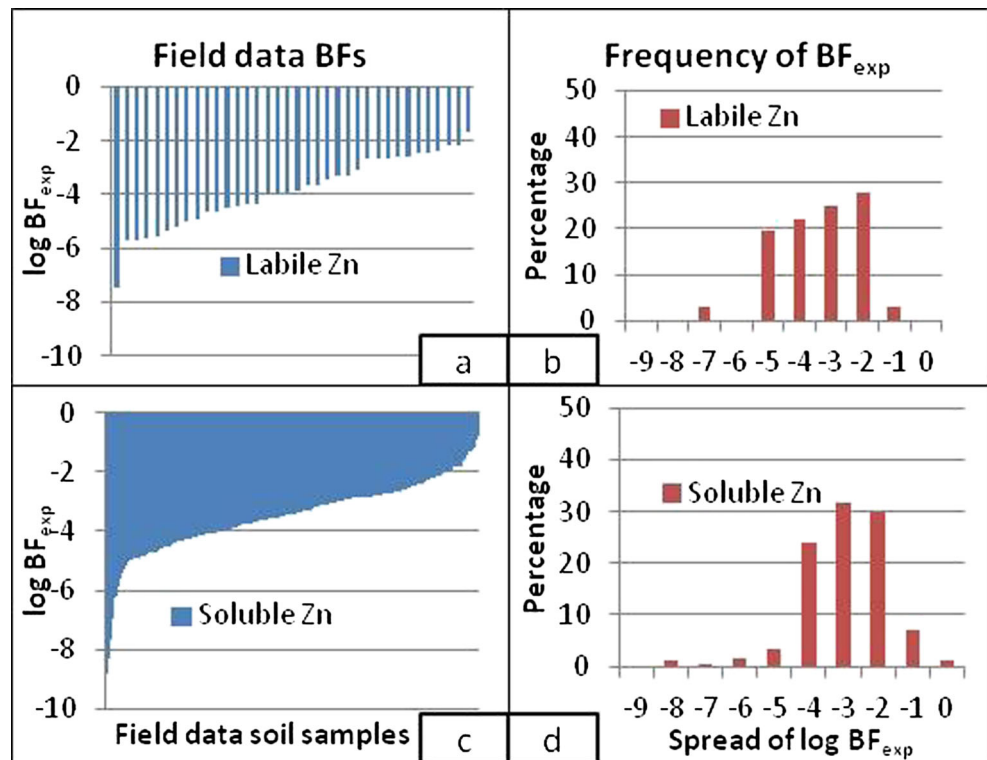 Field data BFs
0
-2
-4
-6
-8
-10
log BFexp
Labile Zn
a
Frequency of BFexp
50
40
30
20
10
0
Percentage
Labile Zn
-9 -8 -7 -6 -5 -4 -3 -2 -1 0
b
0
-2
-4
-6
-8
-10
log BFexp
Soluble Zn
Field data soil samples
c
50
40
30
20
10
0
Percentage
Soluble Zn
-9 -8 -7 -6 -5 -4 -3 -2 -1 0
Spread of log BFexp
d